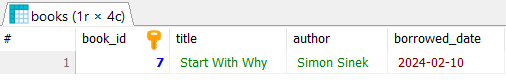 books (1r × 4c)
# book_id title author borrowed_date
1 7 Start With Why Simon Sinek 2024-02-10